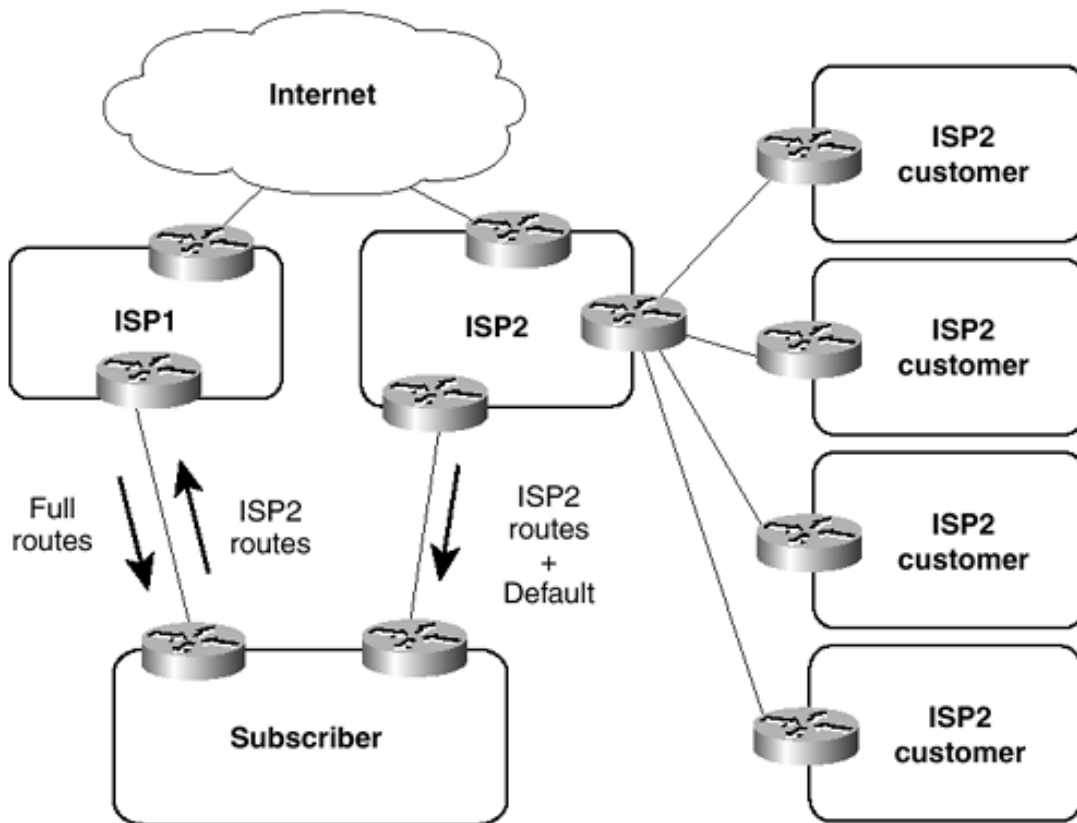 Internet
ISP2
customer
ISP1
ISP2
ISP2
customer
Full
routes
ISP2
routes
ISP2
routes
+
Default
ISP2
customer
Subscriber
ISP2
customer